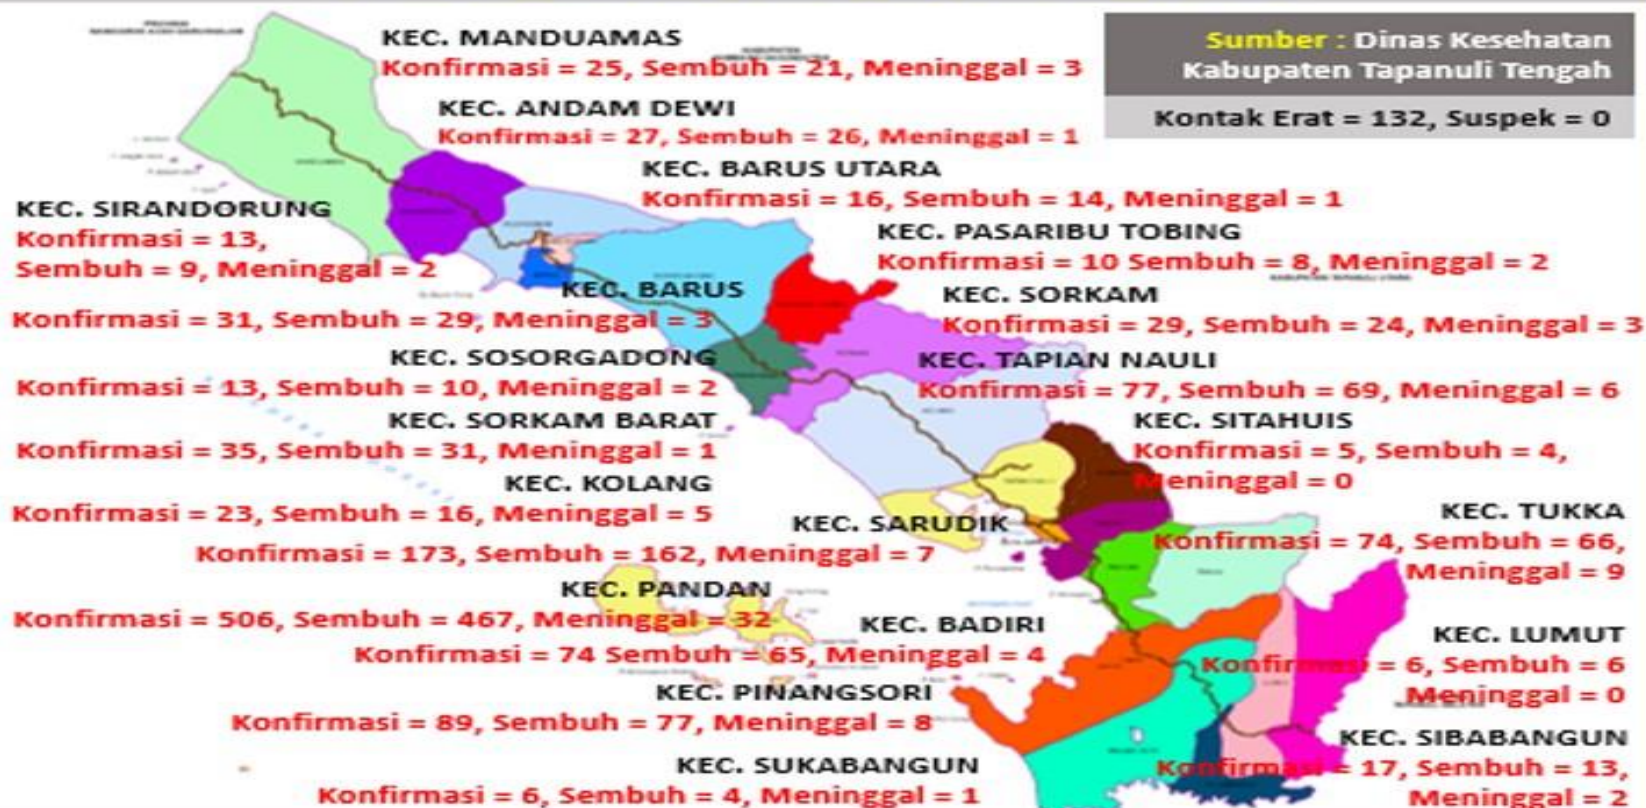 Sumber : Dinas Kesehatan
Kabupaten Tapanuli Tengah
Kontak Erat = 132, Suspek = 0
KEC. MANDUAMAS
Konfirmasi = 25, Sembuh = 21, Meninggal = 3
KEC. ANDAM DEWI
Konfirmasi = 27, Sembuh = 26, Meninggal = 1
KEC. BARUS UTARA
Konfirmasi = 16, Sembuh = 14, Meninggal = 1
KEC. SIRANDORUNG
Konfirmasi = 13,
Sembuh = 9, Meninggal = 2
KEC. PASARIBU TOBING
Konfirmasi = 10 Sembuh = 8, Meninggal = 2
KEC. BARUS
Konfirmasi = 31, Sembuh = 29, Meninggal = 3
KEC. SORKAM
Konfirmasi = 29, Sembuh = 24, Meninggal = 3
KEC. SOSORGADONG
Konfirmasi = 13, Sembuh = 10, Meninggal = 2
KEC. TAPIAN NAULI
Konfirmasi = 77, Sembuh = 69, Meninggal = 6
KEC. SORKAM BARAT
Konfirmasi = 35, Sembuh = 31, Meninggal = 1
KEC. SITAHUIS
Konfirmasi = 5, Sembuh = 4,
Meninggal = 0
KEC. KOLANG
Konfirmasi = 23, Sembuh = 16, Meninggal = 5
KEC. SARUDIK
Konfirmasi = 173, Sembuh = 162, Meninggal = 7
KEC. TUKKA
Konfirmasi = 74, Sembuh = 66,
Meninggal = 9
KEC. PANDAN
Konfirmasi = 506, Sembuh = 467, Meninggal = 32
KEC. BADIRI
Konfirmasi = 74 Sembuh = 65, Meninggal = 4
KEC. LUMUT
Konfirmasi = 6, Sembuh = 6
Meninggal = 0
KEC. PINANGSORI
Konfirmasi = 89, Sembuh = 77, Meninggal = 8
KEC. SIBABANGUN
Konfirmasi = 17, Sembuh = 13,
Meninggal = 2
KEC. SUKABANGUN
Konfirmasi = 6, Sembuh = 4, Meninggal = 1